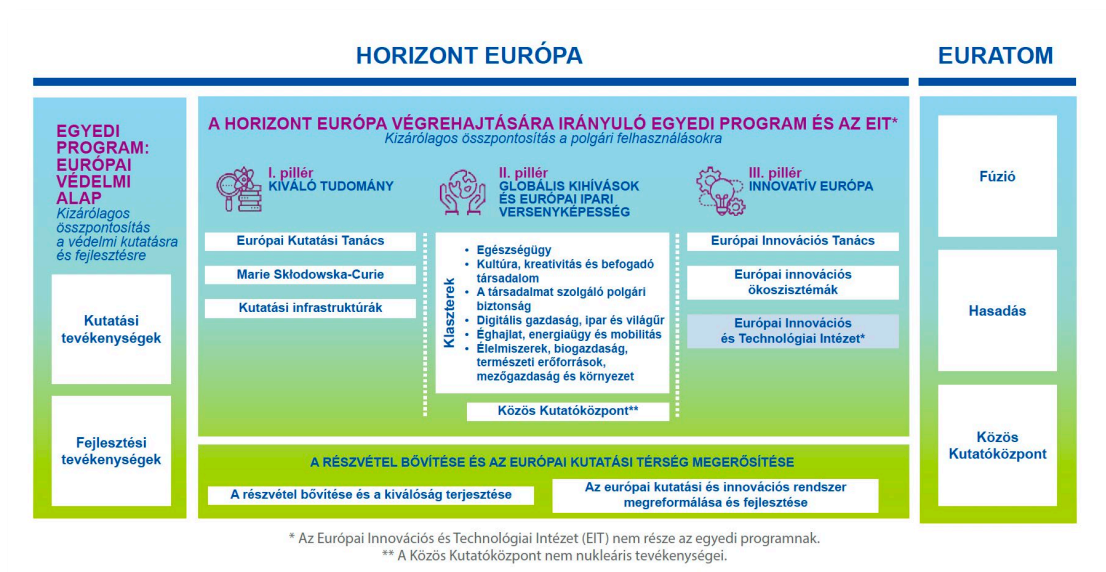 HORIZONT EURÓPA
EURATOM
EGYEDI
PROGRAM:
EURÓPAI
VÉDELMI
ALAP
Kizárólagos
összpontosítás
a védelmi kutatásra
és fejlesztésre
Kutatási
tevékenységek
Fejlesztési
tevékenységek
A HORIZONT EURÓPA VÉGREHAJTÁSÁRA IRÁNYULÓ EGYEDI PROGRAM ÉS AZ EIT*
Kizárólagos összpontosítás a polgári felhasználásokra
I. pillér
KIVÁLÓ TUDOMÁNY
Európai Kutatási Tanács
Marie Skłodowska-Curie
Kutatási infrastruktúrák
II. pillér
GLOBÁLIS KIHÍVÁSOK
ÉS EURÓPAI IPARI
VERSENYKÉPESSÉG
Klaszterek
• Egészségügy
• Kultúra, kreativitás és befogadó
társadalom
• A társadalmat szolgáló polgári
biztonság
• Digitális gazdaság, ipar és világűr
• Éghajlat, energiaügy és mobilitás
• Élelmiszerek, biogazdaság,
természeti erőforrások,
mezőgazdaság és környezet
Közös Kutatóközpont**
III. pillér
INNOVATÍV EURÓPA
Európai Innovációs Tanács
Európai innovációs
ökoszisztémák
Európai Innovációs
és Technológiai Intézet*
A RÉSZVÉTEL BŐVÍTÉSE ÉS AZ EURÓPAI KUTATÁSI TÉRSÉG MEGERŐSÍTÉSE
A részvétel bővítése és a kiválóság terjesztése
Az európai kutatási és innovációs rendszer
megreformálása és fejlesztése
Fúzió
Hasadás
Közös
Kutatóközpont
* Az Európai Innovációs és Technológiai Intézet (EIT) nem része az egyedi programnak.
** A Közös Kutatóközpont nem nukleáris tevékenységei.